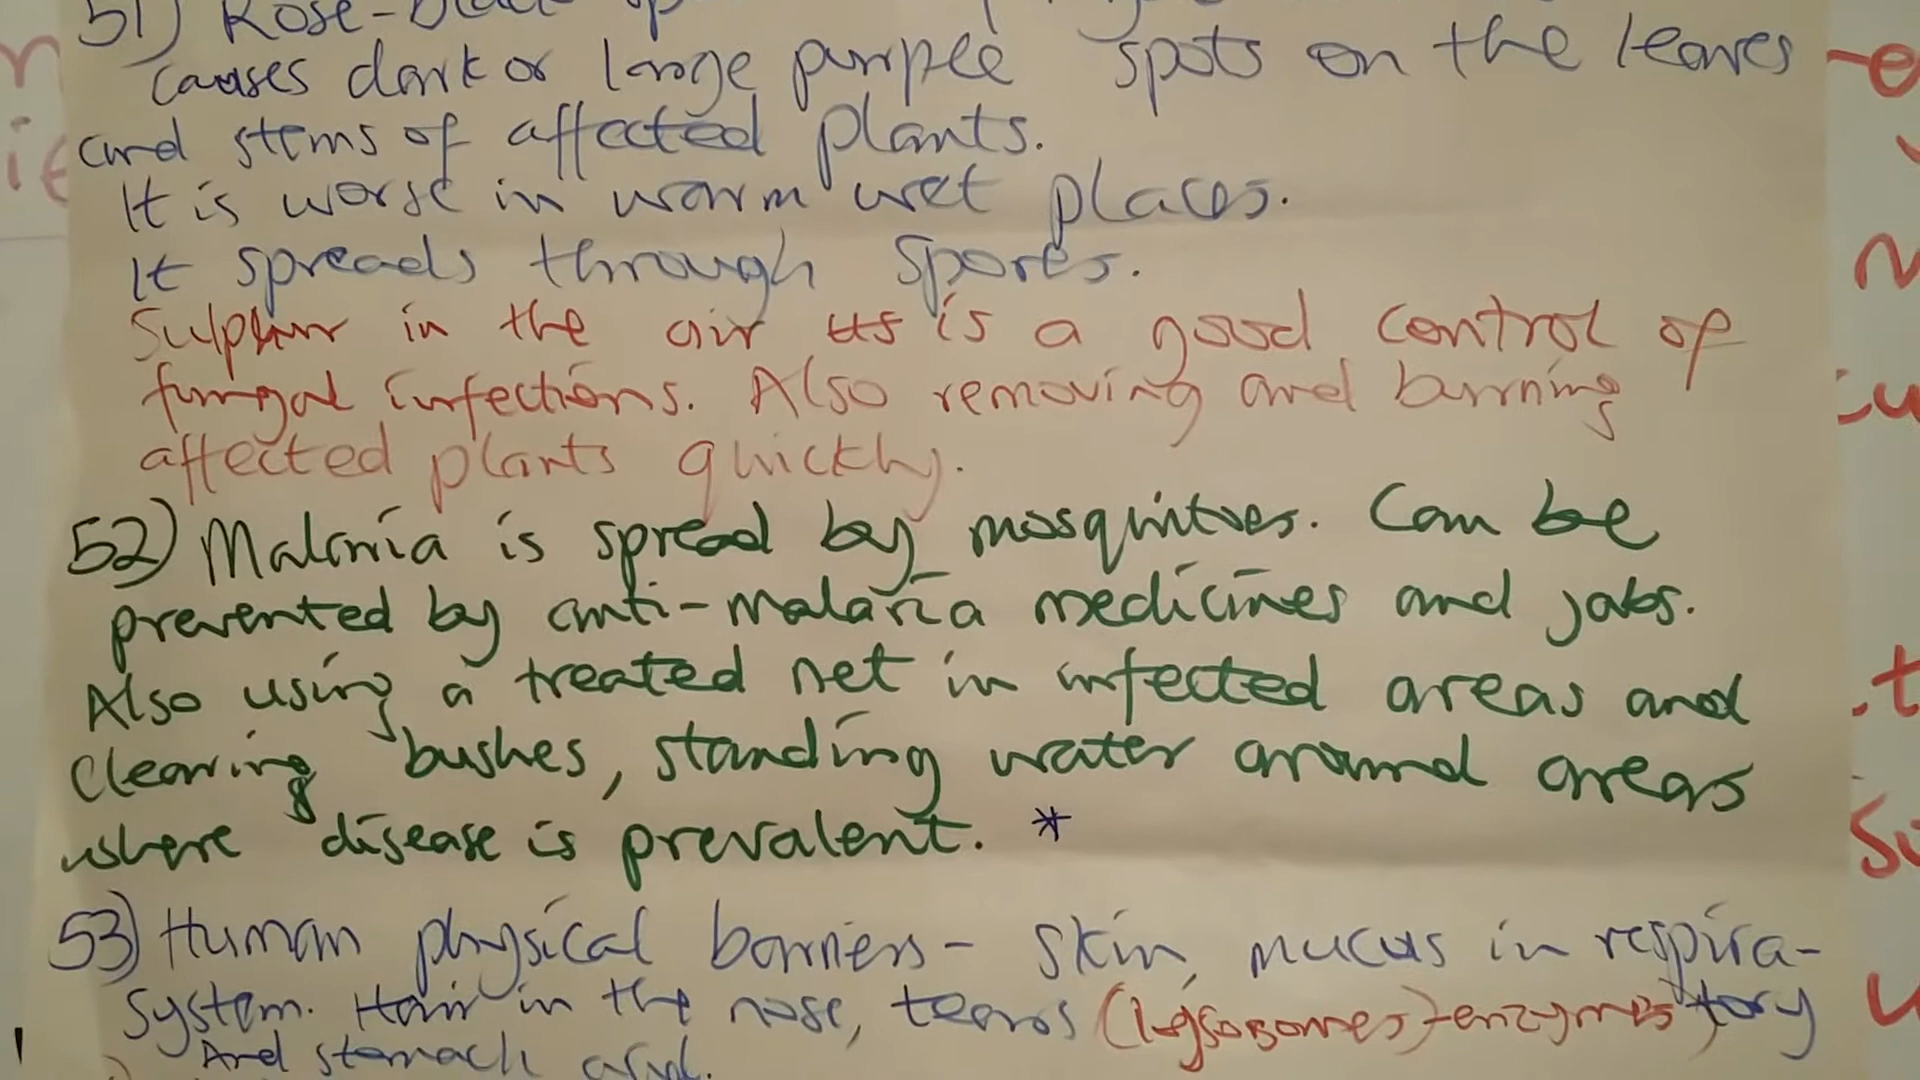 51) Rose-black
causes dark or large purple spots on the leaves
and stems of affected plants.
It is worse in warm wet places.
It spreads through spores.
Sulphur in the air is a good control of
fungal infections. Also removing and burning
affected plants quickly.
52) Malaria is spread by mosquitoes. Can be
prevented by anti-malaria medicines and jabs.
Also using a treated net in infected areas and
clearing bushes, standing water around areas
where disease is prevalent. *
53) Human physical barriers - skin, mucus in respira-
system. Hair in the nose, tears (lysosomes)-enzymes tory
And stomach acid.